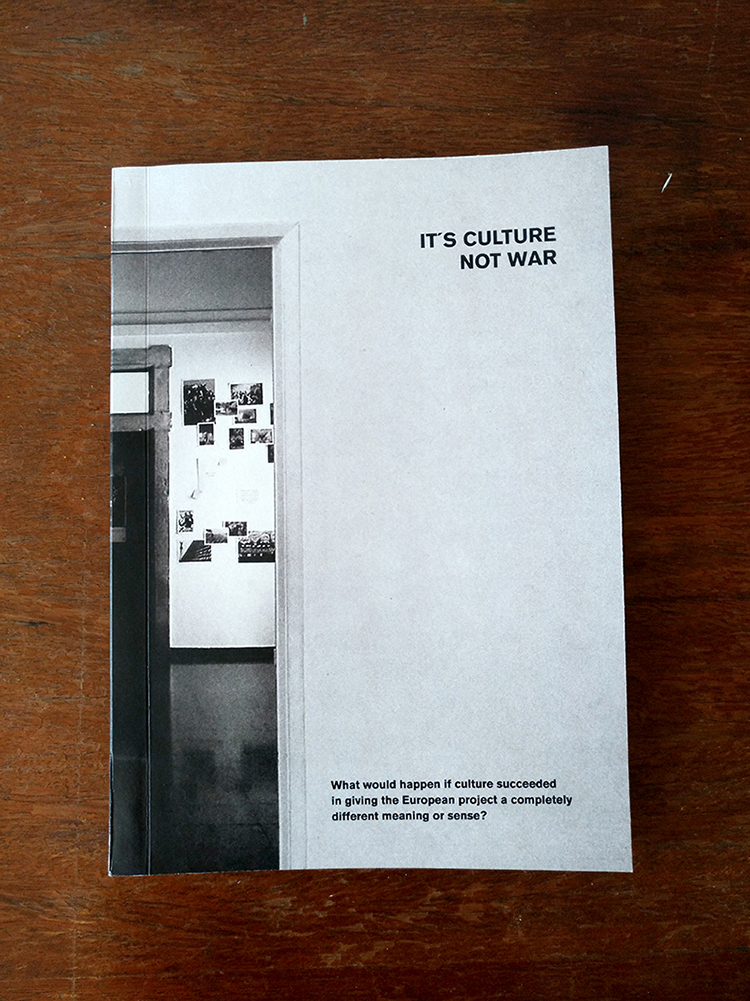 IT´S CULTURE
NOT WAR
What would happen if culture succeeded
in giving the European project a completely
different meaning or sense?